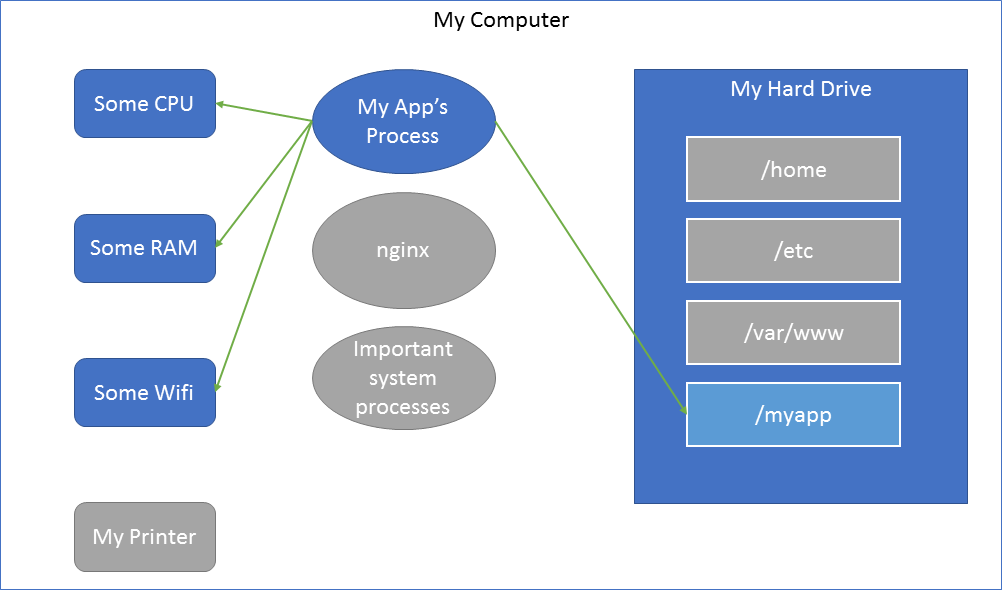 My Computer
Some CPU
My App’s
Process
My Hard Drive
/home
Some RAM
nginx
/etc
/var/www
Some Wifi
Important
system
processes
/myapp
My Printer